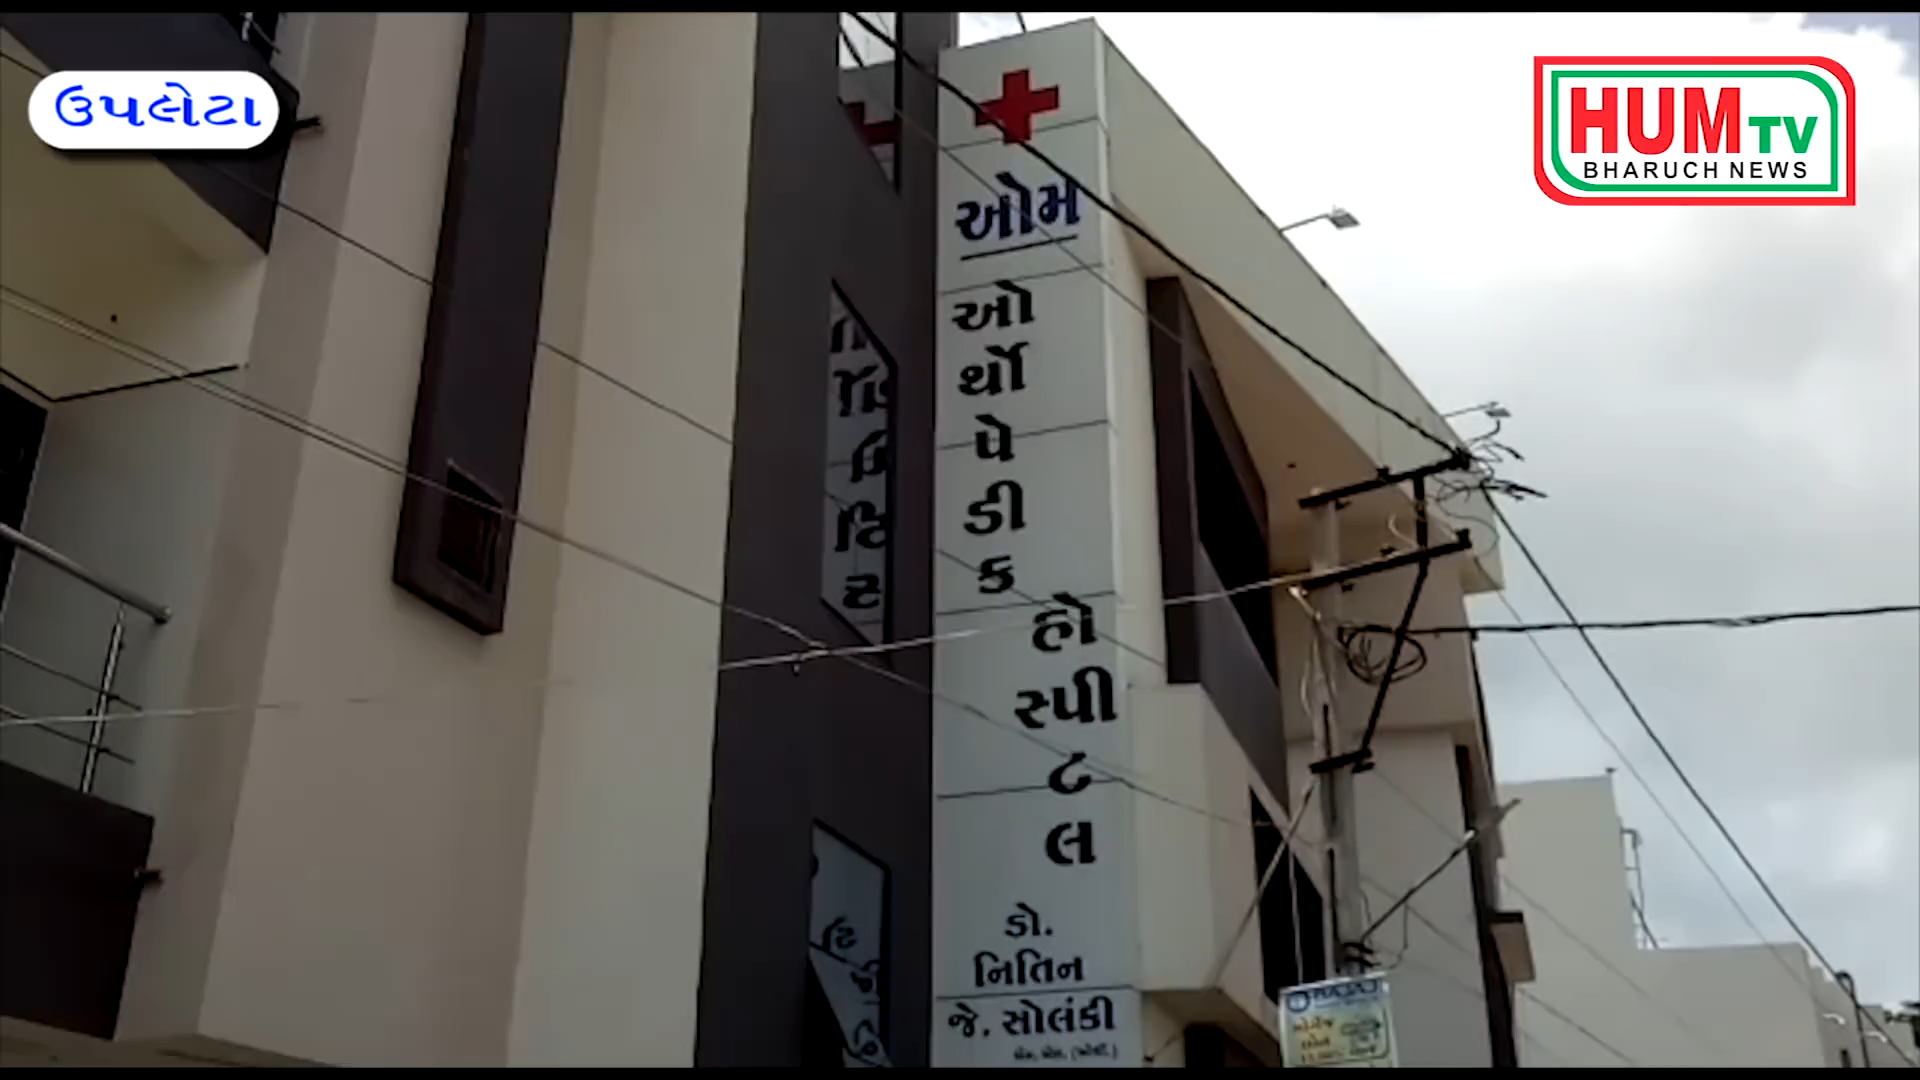 ઉપલેટા
HUM TV
BHARUCH NEWS
ઓમ
ઓ
ર્થો
પે
ડી
ક
હો
સ્પી
ટ
લ
ડો.
નિતિન
જે. સોલંકી